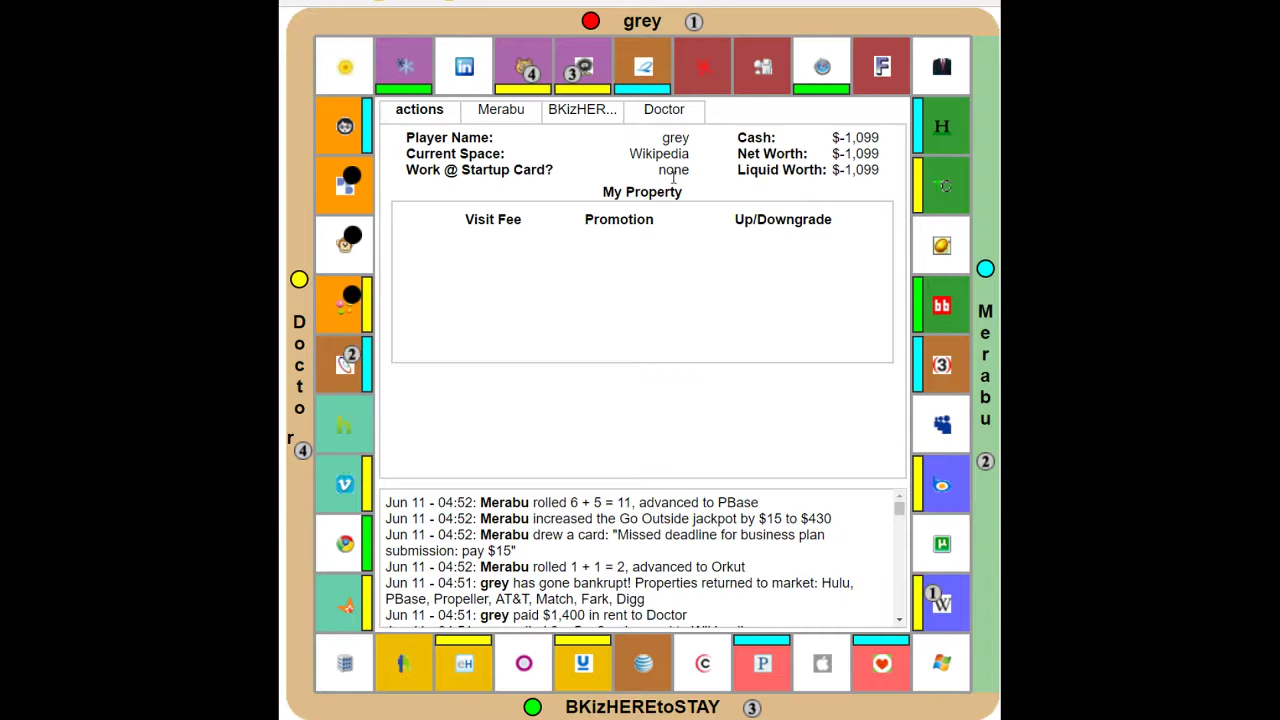 grey 1
4 3
actions Merabu BKizHER... Doctor
Player Name: grey Cash: $-1,099
Current Space: Wikipedia Net Worth: $-1,099
Work @ Startup Card? none Liquid Worth: $-1,099
My Property
Visit Fee Promotion Up/Downgrade
Jun 11 - 04:52: Merabu rolled 6 + 5 = 11, advanced to PBase
Jun 11 - 04:52: Merabu increased the Go Outside jackpot by $15 to $430
Jun 11 - 04:52: Merabu drew a card: "Missed deadline for business plan
submission: pay $15"
Jun 11 - 04:52: Merabu rolled 1 + 1 = 2, advanced to Orkut
Jun 11 - 04:51: grey has gone bankrupt! Properties returned to market: Hulu,
PBase, Propeller, AT&T, Match, Fark, Digg
Jun 11 - 04:51: grey paid $1,400 in rent to Doctor
Doctor
4
2
h
in
F
H
bb
(3)
b
µ
1 W
Merabu
2
eH
U
C
P
BKizHEREtoSTAY 3